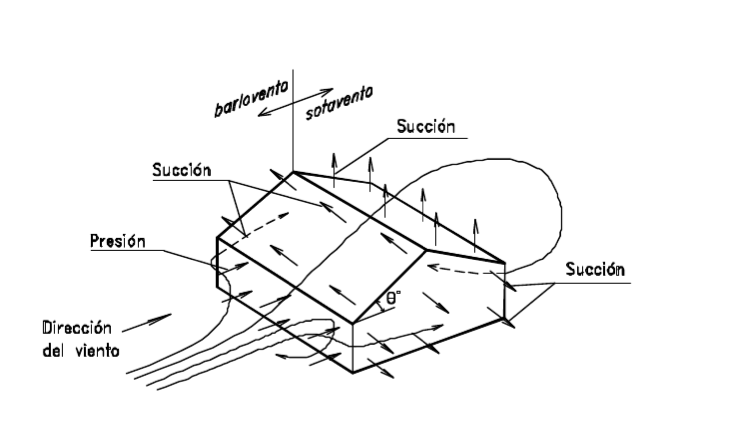 barlovento
sotavento
Succión
Succión
Presión
Succión
θ°
Dirección
del viento